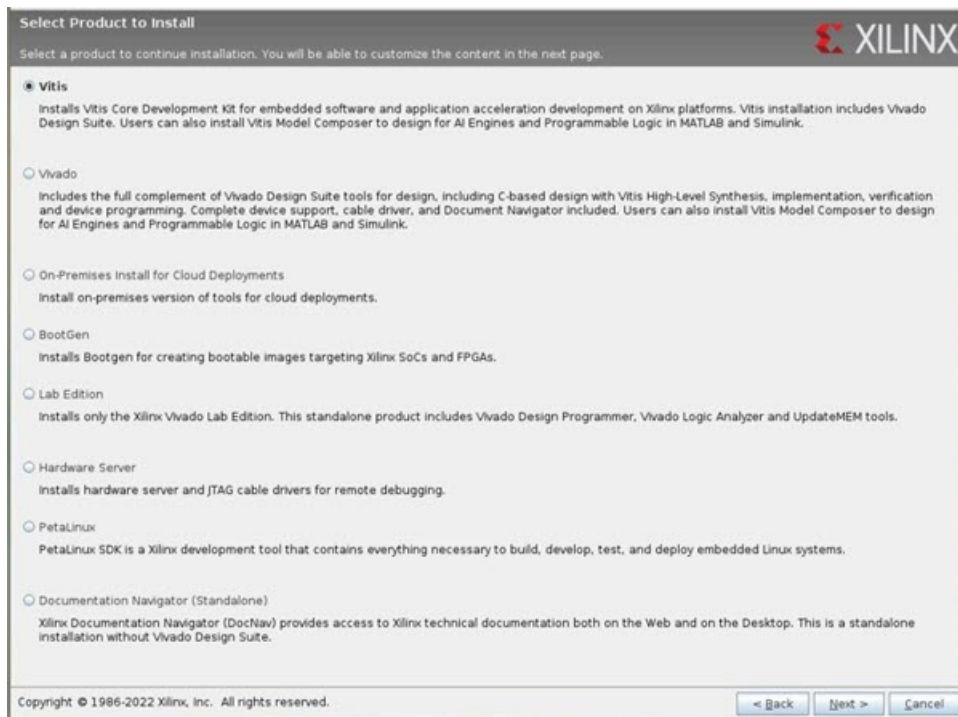 Select Product to Install
Select a product to continue installation. You will be able to customize the content in the next page.
XILINX
Vitis
Installs Vitis Core Development Kit for embedded software and application acceleration development on Xilinx platforms. Vitis installation includes Vivado
Design Suite. Users can also install Vitis Model Composer to design for AI Engines and Programmable Logic in MATLAB and Simulink.
Vivado
Includes the full complement of Vivado Design Suite tools for design, including C-based design with Vitis High-Level Synthesis, implementation, verification
and device programming. Complete device support, cable driver, and Document Navigator included. Users can also install Vitis Model Composer to design
for AI Engines and Programmable Logic in MATLAB and Simulink.
On-Premises Install for Cloud Deployments
Install on-premises version of tools for cloud deployments.
BootGen
Installs Bootgen for creating bootable images targeting Xilinx SoCs and FPGAs.
Lab Edition
Installs only the Xilinx Vivado Lab Edition. This standalone product includes Vivado Design Programmer, Vivado Logic Analyzer and UpdateMEM tools.
Hardware Server
Installs hardware server and JTAG cable drivers for remote debugging.
PetaLinux
PetaLinux SDK is a Xilinx development tool that contains everything necessary to build, develop, test, and deploy embedded Linux systems.
Documentation Navigator (Standalone)
Xilinx Documentation Navigator (DocNav) provides access to Xilinx technical documentation both on the Web and on the Desktop. This is a standalone
installation without Vivado Design Suite.
Copyright © 1986-2022 Xilinx, Inc. All rights reserved.
< Back
Next >
Cancel